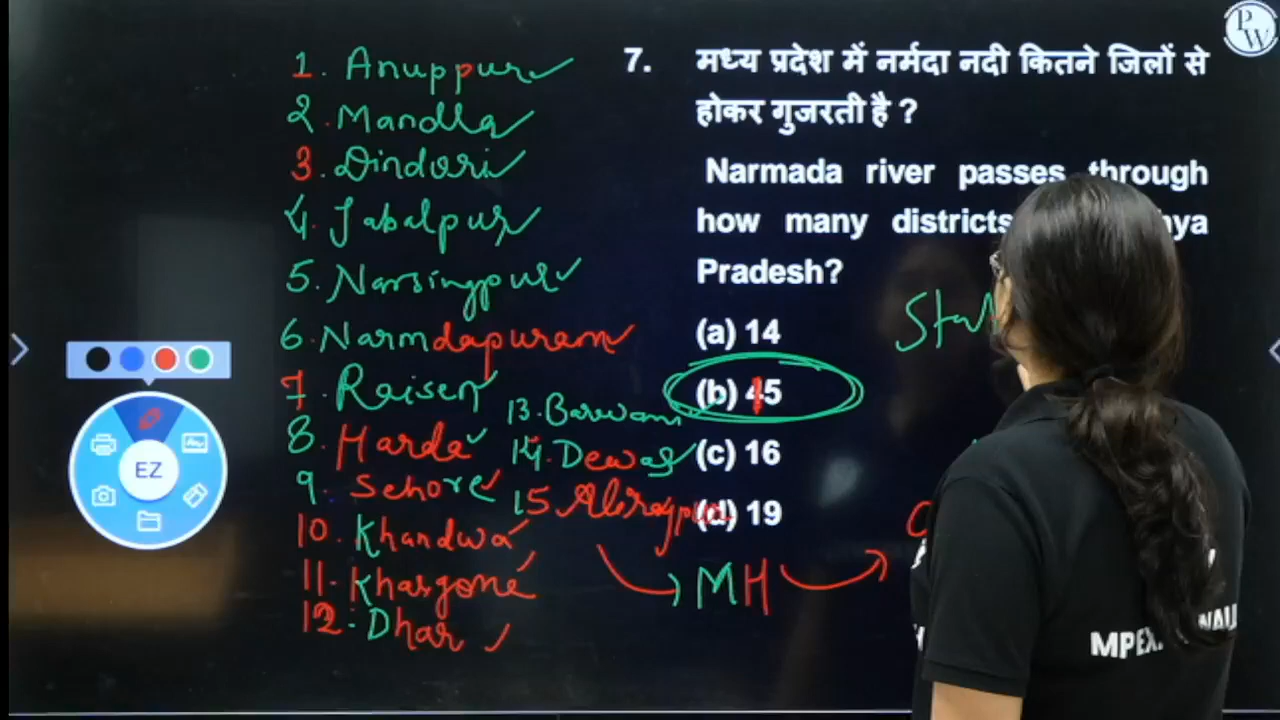 1. Anuppur
2. Mandla
3. Dindori
4. Jabalpur
5. Narsingpur
6. Narmdapuram
7. Raisen
8. Harda
9. Sehore
10. Khandwa
11. Khargone
12. Dhar
13. Barwani
14. Dewas
15
7. मध्य प्रदेश में नर्मदा नदी कितने जिलों से
होकर गुजरती है ?
Narmada river passes through
how many districts
Pradesh?
(a) 14
(b) 15
(c) 16
(d) 19
MH
PW
EZ
MPEX